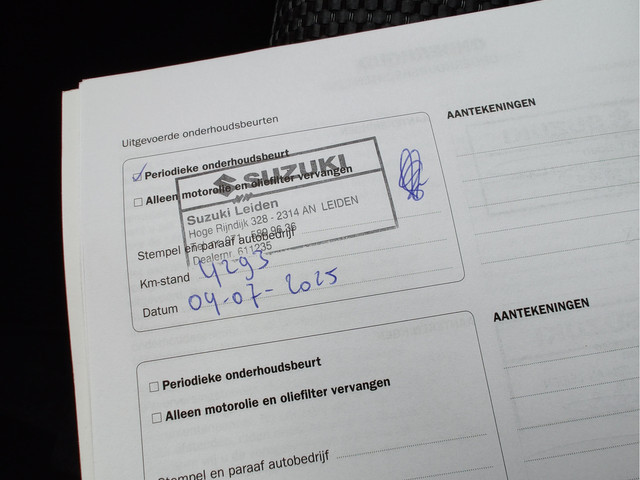 Uitgevoerde onderhoudsbeurten
AANTEKENINGEN
Periodieke onderhoudsbeurt
SUZUKI
Alleen motorolie en oliefilter vervangen
Suzuki Leiden
Hoge Rijndijk 328 - 2314 AN LEIDEN
Stempel en paraaf autobedrijf
Dealernr. 611235
Km-stand 4293
Datum 04-07-2025
AANTEKENINGEN
Periodieke onderhoudsbeurt
Alleen motorolie en oliefilter vervangen
Stempel en paraaf autobedrijf